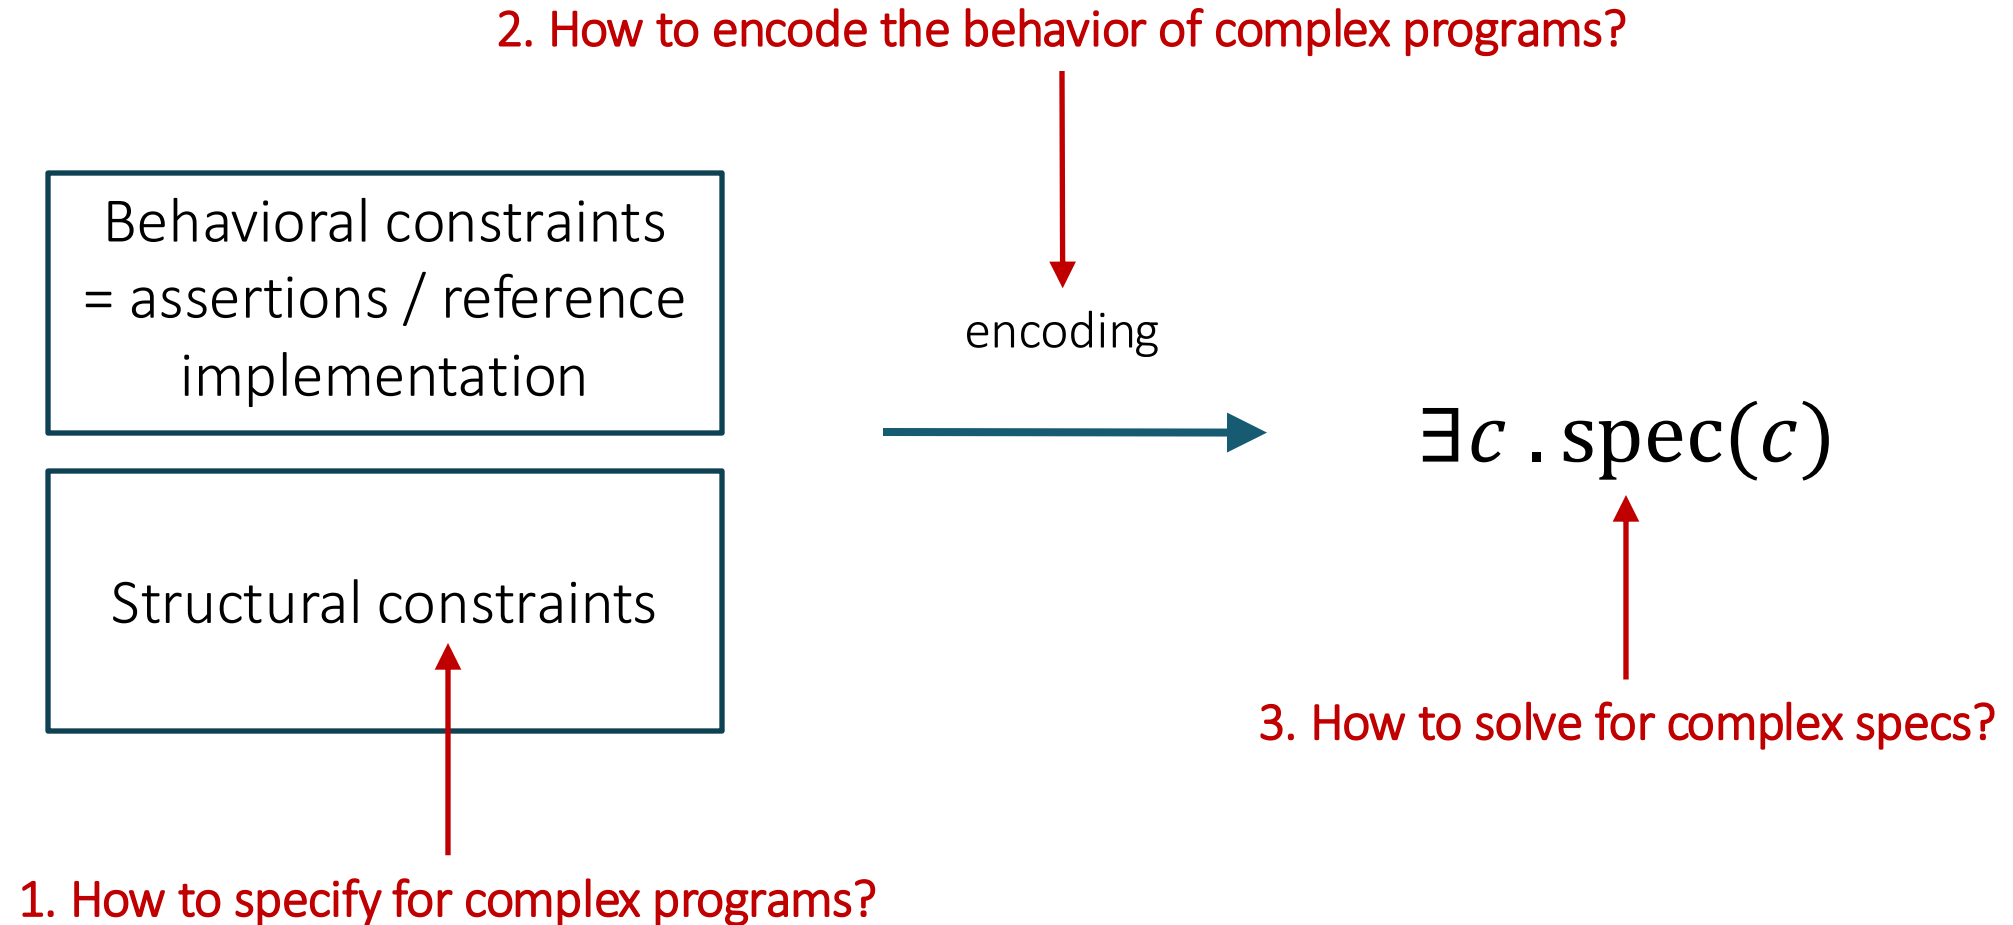 2. How to encode the behavior of complex programs?
Behavioral constraints
= assertions / reference
implementation
encoding
∃c . spec(c)
Structural constraints
3. How to solve for complex specs?
1. How to specify for complex programs?